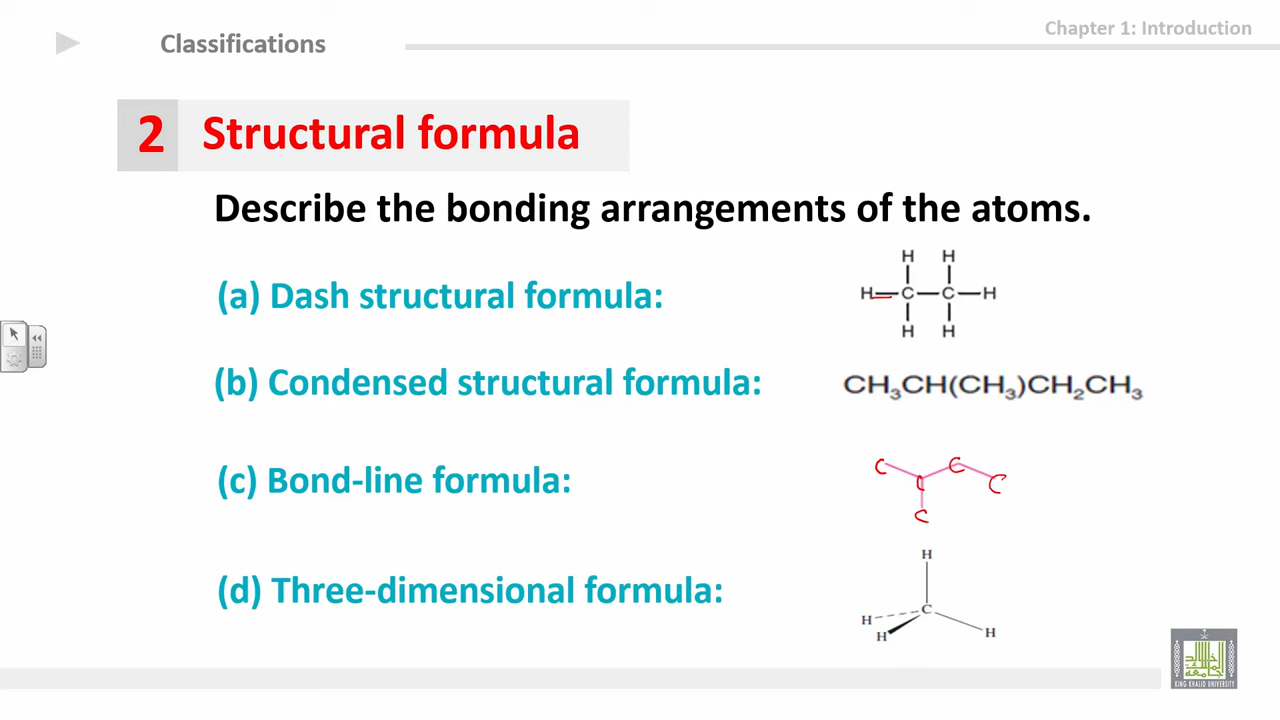 Chapter 1: Introduction
Classifications
2 Structural formula
Describe the bonding arrangements of the atoms.
(a) Dash structural formula:
H H
H C C H
H H
(b) Condensed structural formula: CH₃CH(CH₃)CH₂CH₃
(c) Bond-line formula:
C C
C C
C
(d) Three-dimensional formula:
H
C
H
H H
KING KHALID UNIVERSITY